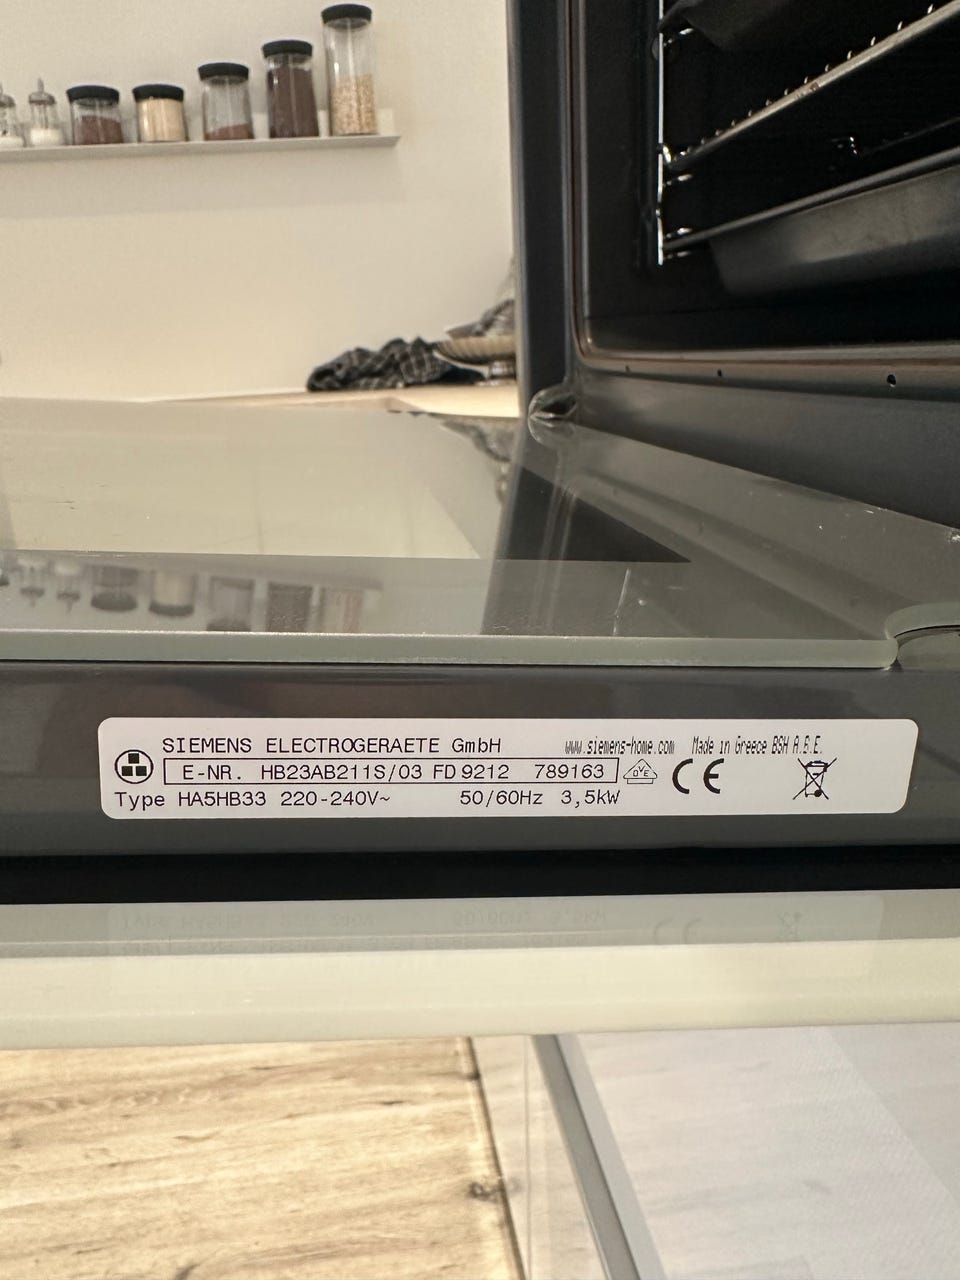 SIEMENS ELECTROGERAETE GmbH www.siemens-home.com Made in Greece BSH A.B.E.
E-NR. HB23AB211S/03 FD 9212 789163 OVE CE
Type HA5HB33 220-240V~ 50/60Hz 3,5kW